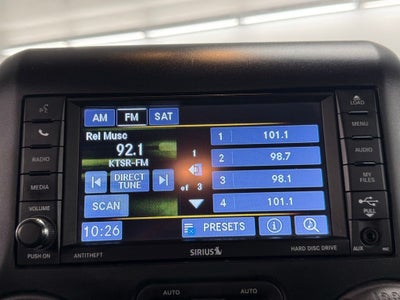 AM FM SAT
LOAD
MENU
RADIO
AUDIO
MEDIA
MY FILES
VOLUME
PULL
PUSH ON
AUX
Rel Musc
92.1
KTSR-FM
DIRECT TUNE
SCAN
10:26
1
of
3
1 101.1
2 98.7
3 98.1
4 101.1
PRESETS
ANTITHEFT
SIRIUS
HARD DISC DRIVE
AUTO
AUTO